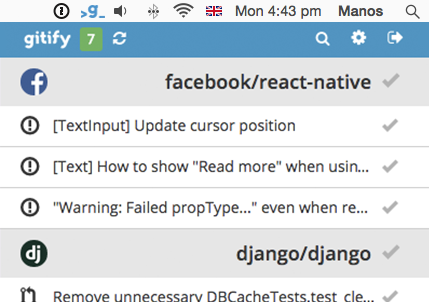 >g_ Mon 4:43 pm Manos
gitify 7
facebook/react-native
[TextInput] Update cursor position
[Text] How to show "Read more" when usin...
"Warning: Failed propType..." even when re...
dj django/django
Remove unnecessary DBCacheTests.test_cle...